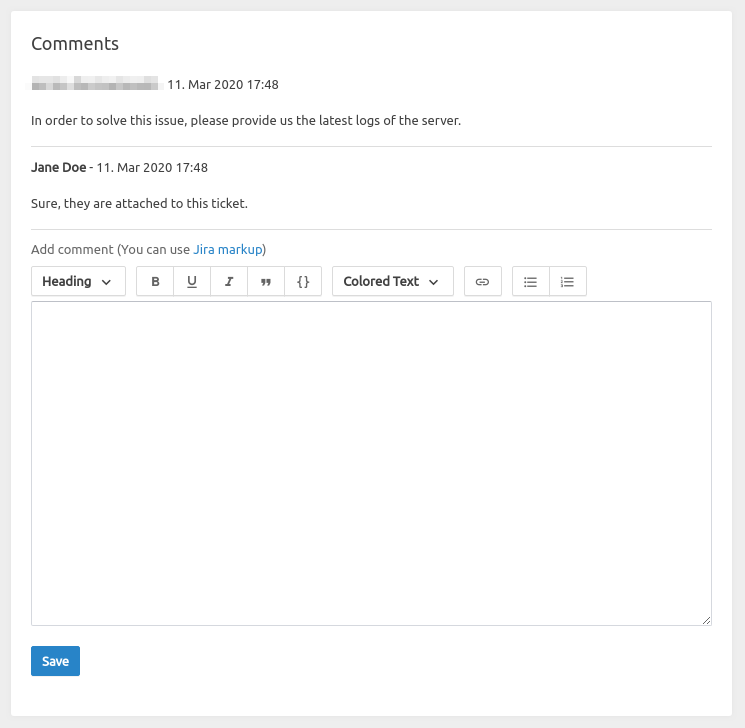 Comments
11. Mar 2020 17:48
In order to solve this issue, please provide us the latest logs of the server.
Jane Doe - 11. Mar 2020 17:48
Sure, they are attached to this ticket.
Add comment (You can use Jira markup)
Heading B U I " {} Colored Text
Save